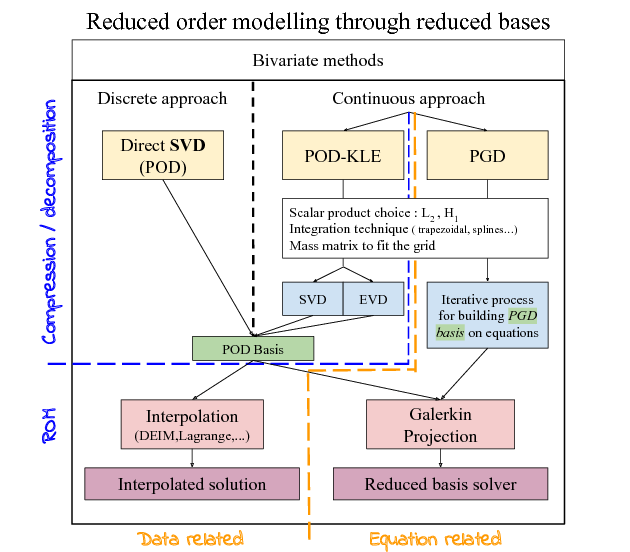 Reduced order modelling through reduced bases
Bivariate methods
Discrete approach
Continuous approach
Direct SVD
(POD)
POD-KLE
PGD
Scalar product choice : L2 , H1
Integration technique ( trapezoidal, splines...)
Mass matrix to fit the grid
SVD
EVD
Iterative process
for building PGD
basis on equations
POD Basis
Interpolation
(DEIM,Lagrange,...)
Galerkin
Projection
Interpolated solution
Reduced basis solver
Compression / decomposition
ROM
Data related
Equation related